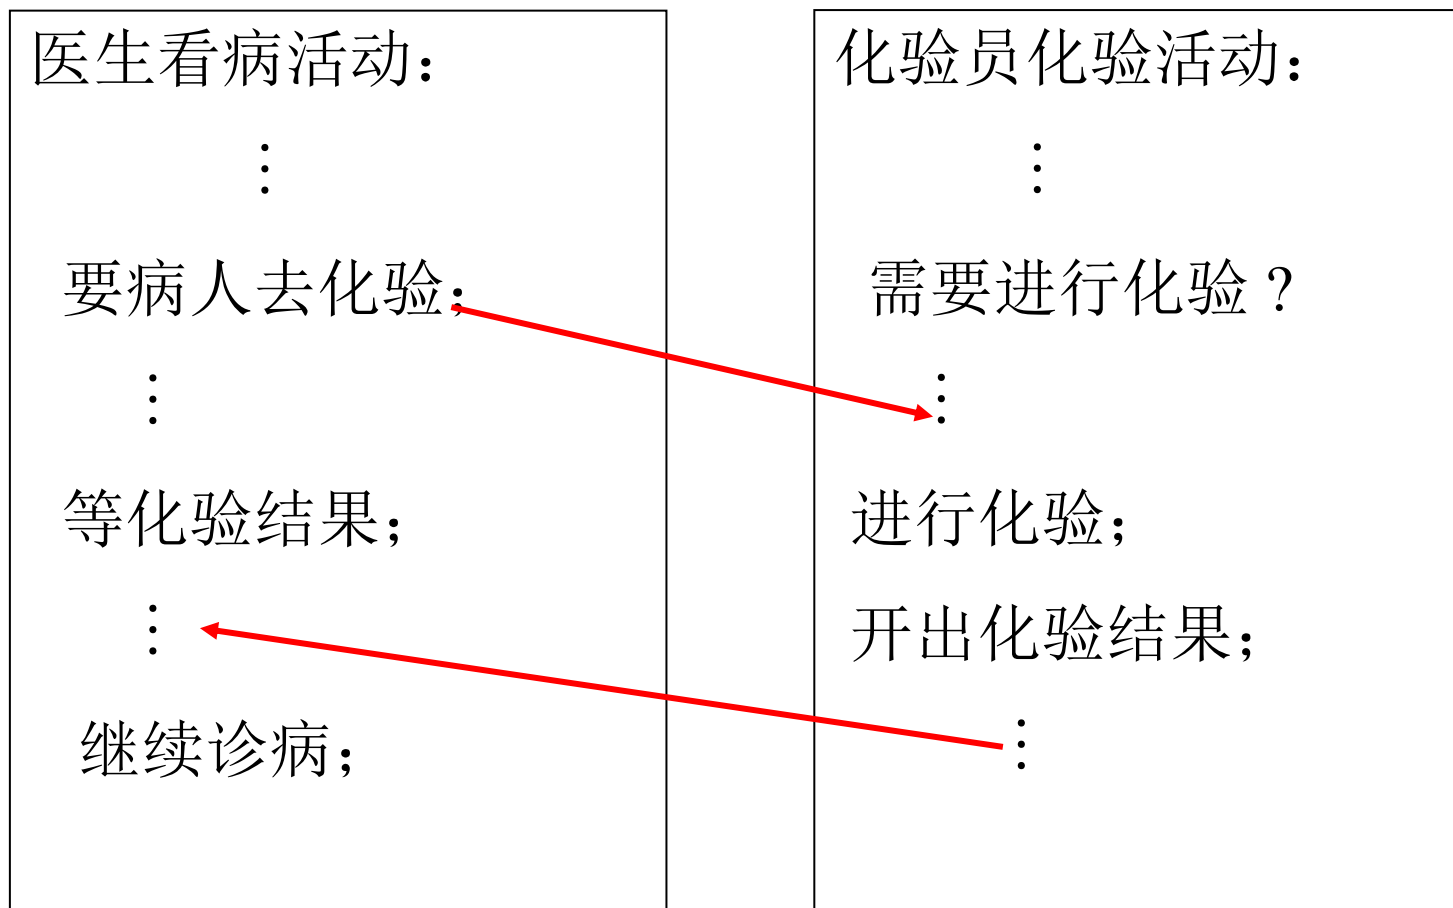 医生看病活动：
⋮
要病人去化验；
⋮
等化验结果；
⋮
继续诊病；
化验员化验活动：
⋮
需要进行化验？
⋮
进行化验；
开出化验结果；
⋮